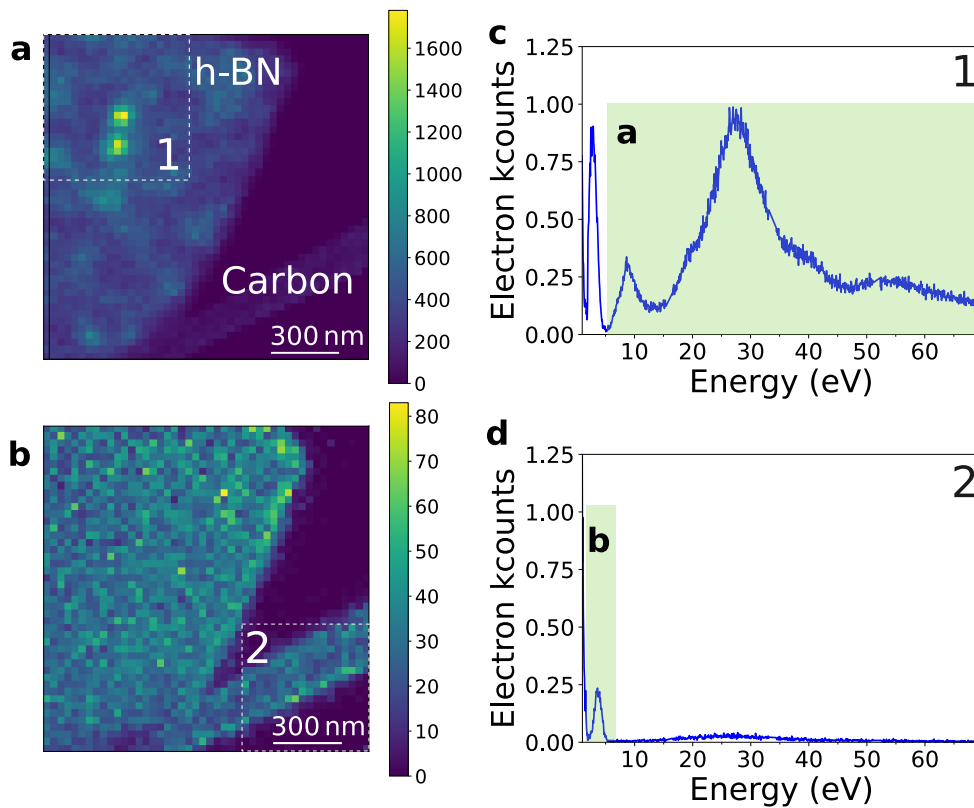 a
h-BN
1
Carbon
300 nm
1600
1400
1200
1000
800
600
400
200
0
b
2
300 nm
80
70
60
50
40
30
20
10
0
c
1
a
Electron kcounts
1.25
1.00
0.75
0.50
0.25
0.00
10 20 30 40 50 60
Energy (eV)
d
2
b
Electron kcounts
1.25
1.00
0.75
0.50
0.25
0.00
10 20 30 40 50 60
Energy (eV)